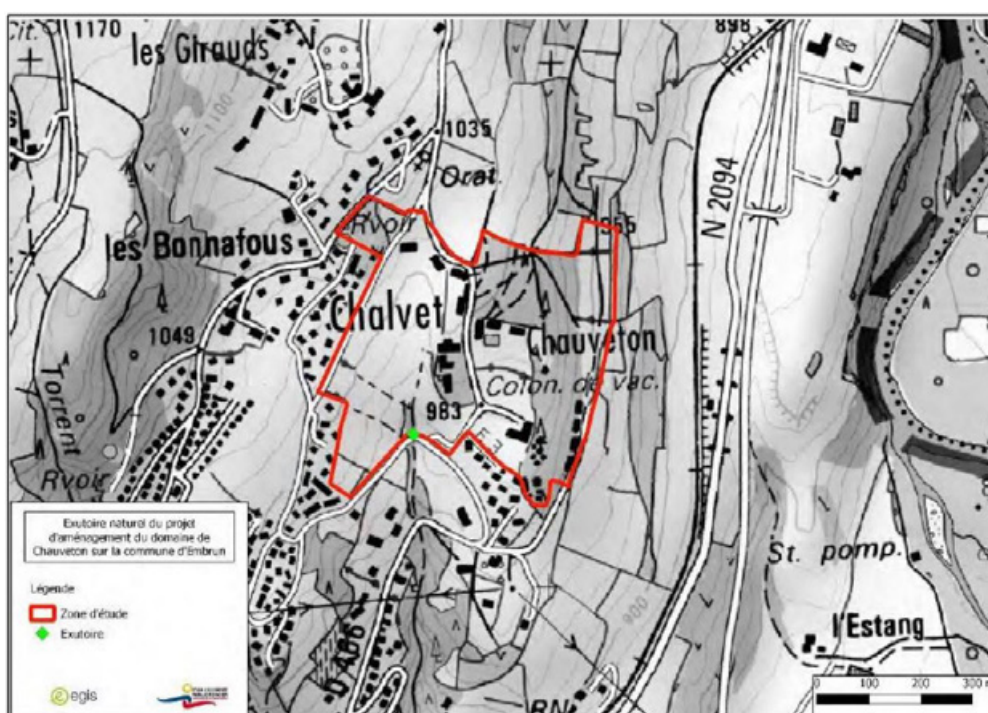 1170
les Girauds
1100
898
1035
Orat.
Rvoir
les Bonnafous
N 2094
Chalvet
1049
Chauveton
Colon. de vac.
Torrent
983
Rvoir
St. pomp.
900
l'Estang
D 466
RN
Exutoire naturel du projet
d'aménagement du domaine de
Chauveton sur la commune d'Embrun
Légende
Zone d'étude
Exutoire
egis
0 100 200 300